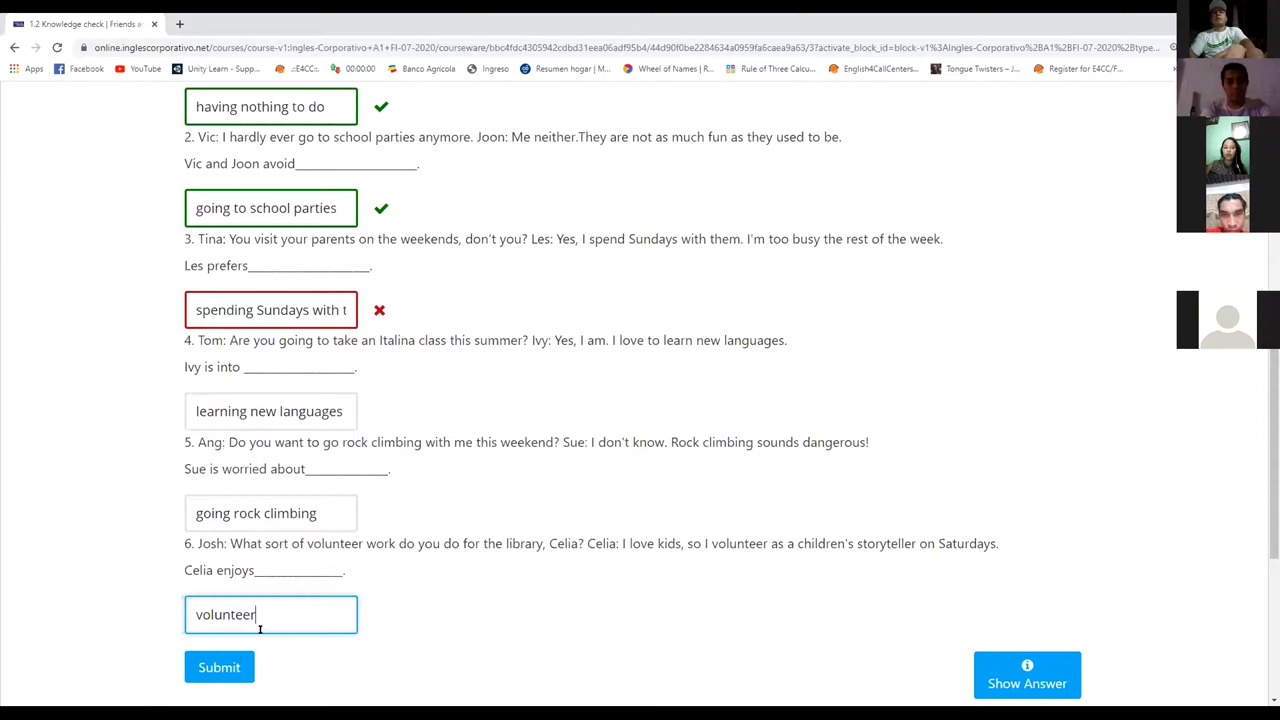 1.2 Knowledge check | Friends a
online.inglescorporativo.net/courses/course-v1:Ingles-Corporativo+A1+FI-07-2020/courseware/bbc4fdc4305942cdbd31eea06adf95b4/44d90f0be2284634a0959fa6caea9a63/3?activate_block_id=block-v1%3AIngles-Corporativo%2BA1%2BFI-07-2020%2Btype...
Apps Facebook YouTube Unity Learn - Supp... .::E4CC:. 00:00:00 Banco Agrícola Ingreso Resumen hogar | M... Wheel of Names | R... Rule of Three Calcu... English4CallCenters... Tongue Twisters – J... Register for E4CC/F...
having nothing to do
2. Vic: I hardly ever go to school parties anymore. Joon: Me neither.They are not as much fun as they used to be.
Vic and Joon avoid____________________.
going to school parties
3. Tina: You visit your parents on the weekends, don't you? Les: Yes, I spend Sundays with them. I'm too busy the rest of the week.
Les prefers____________________.
spending Sundays with t
4. Tom: Are you going to take an Italina class this summer? Ivy: Yes, I am. I love to learn new languages.
Ivy is into __________________.
learning new languages
5. Ang: Do you want to go rock climbing with me this weekend? Sue: I don't know. Rock climbing sounds dangerous!
Sue is worried about______________.
going rock climbing
6. Josh: What sort of volunteer work do you do for the library, Celia? Celia: I love kids, so I volunteer as a children's storyteller on Saturdays.
Celia enjoys_______________.
volunteer
Submit
Show Answer